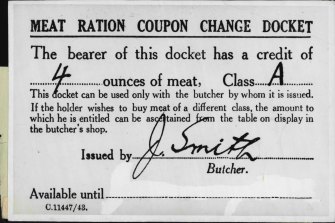 MEAT RATION COUPON CHANGE DOCKET
The bearer of this docket has a credit of
4 ounces of meat, Class A
This docket can be used only with the butcher by whom it is issued.
If the holder wishes to buy meat of a different class, the amount to
which he is entitled can be ascertained from the table on display in
the butcher's shop.
Issued by J. Smith
Butcher.
Available until
C.11447/43.